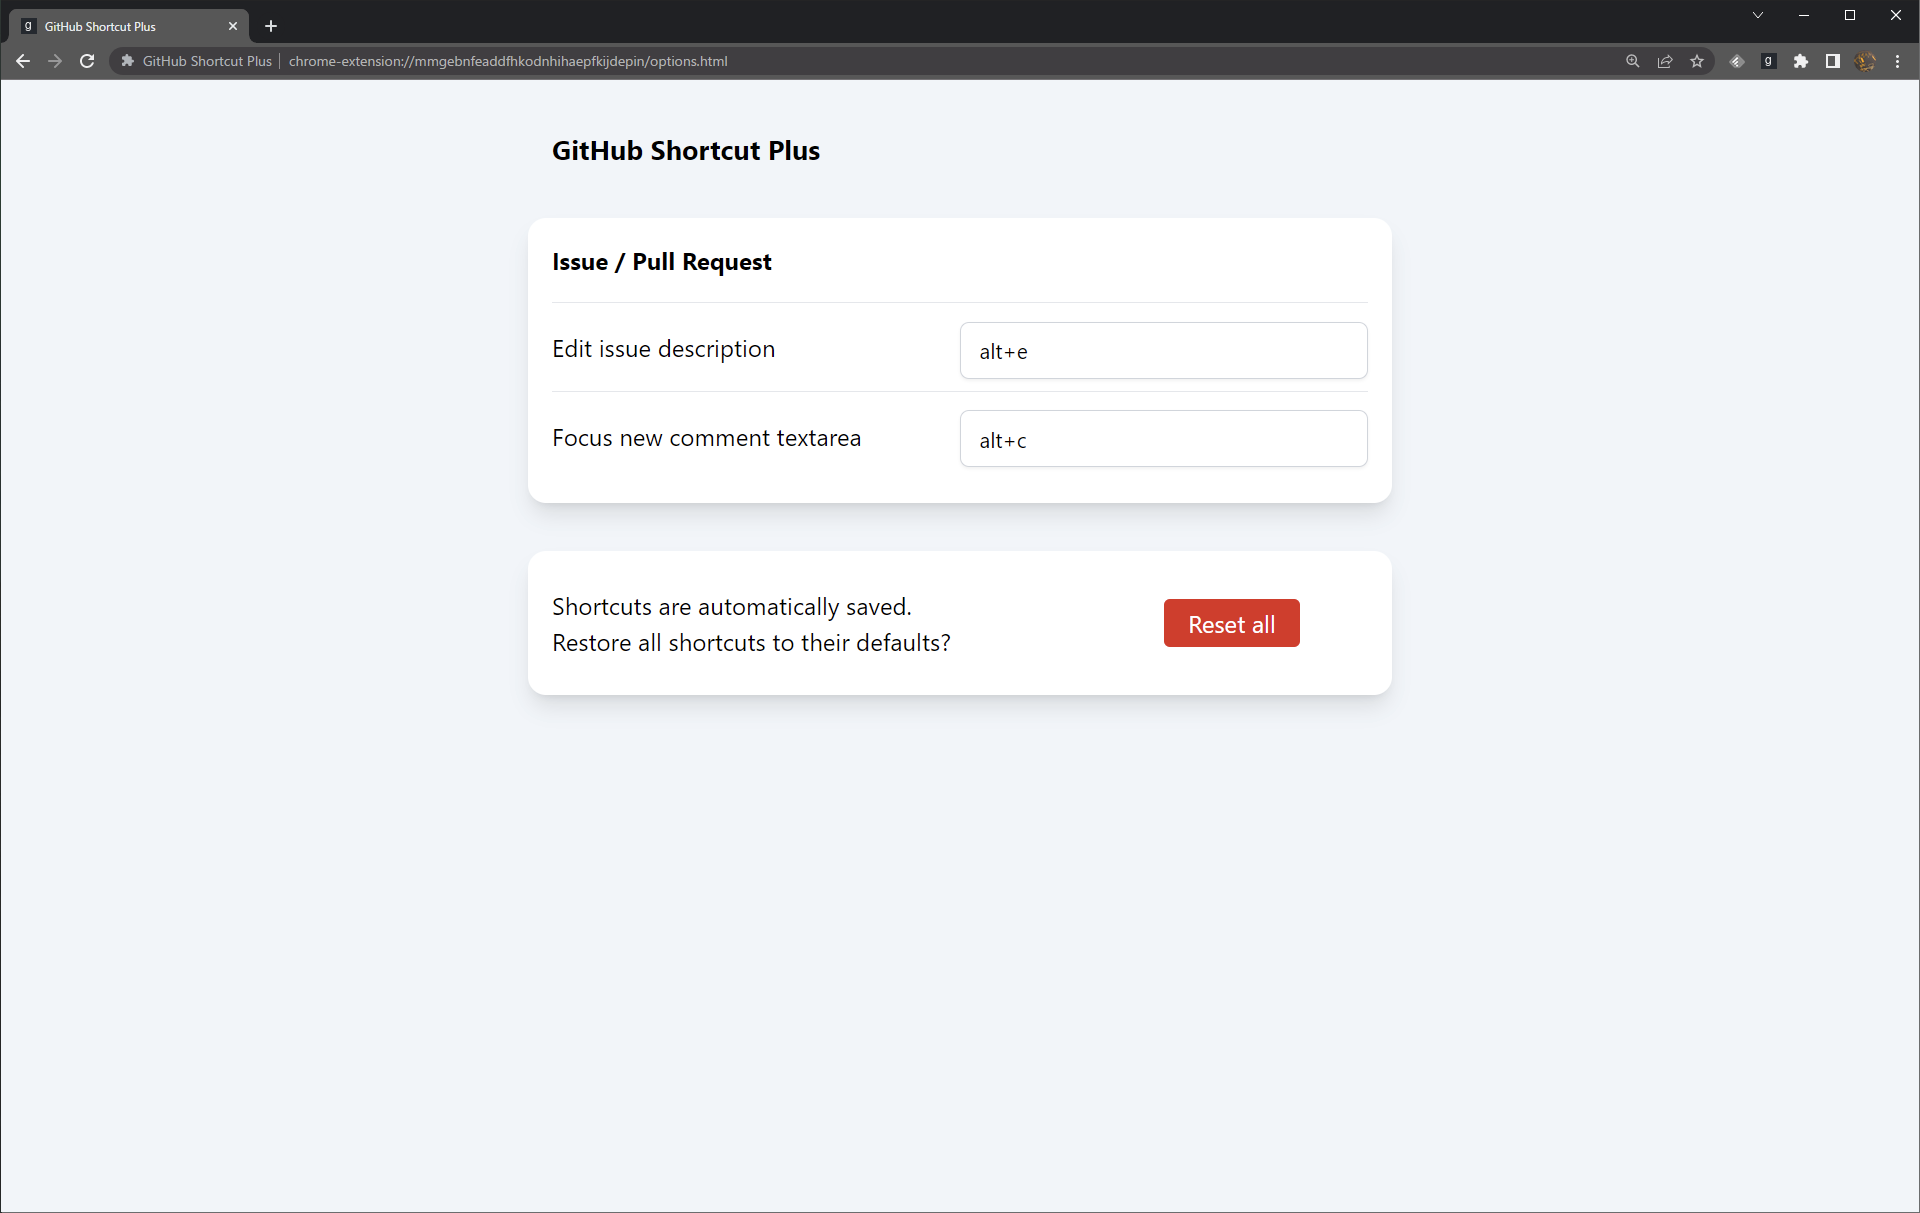 g GitHub Shortcut Plus
GitHub Shortcut Plus chrome-extension://mmgebnfeaddfhkodnhihaepfkijdepin/options.html g
GitHub Shortcut Plus
Issue / Pull Request
Edit issue description alt+e
Focus new comment textarea alt+c
Shortcuts are automatically saved.
Restore all shortcuts to their defaults?
Reset all